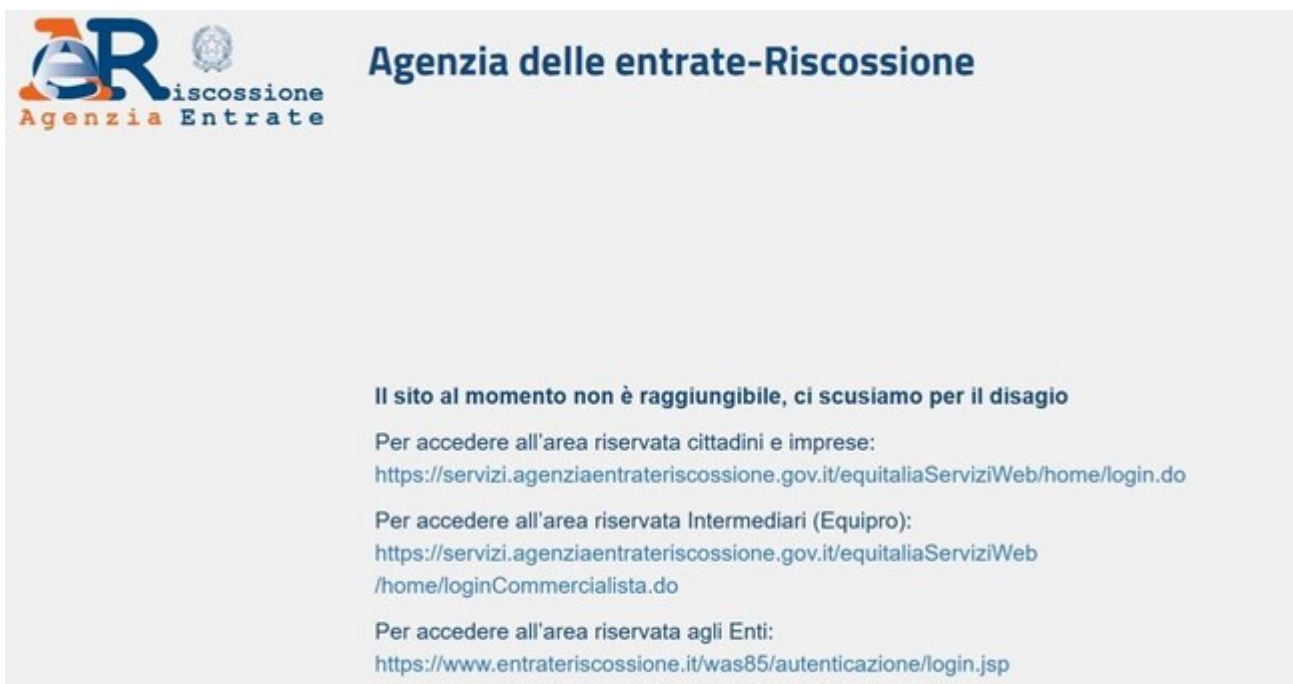 AeR
iscossione
Agenzia Entrate
Agenzia delle entrate-Riscossione
Il sito al momento non è raggiungibile, ci scusiamo per il disagio
Per accedere all'area riservata cittadini e imprese:
https://servizi.agenziaentrateriscossione.gov.it/equitaliaServiziWeb/home/login.do
Per accedere all'area riservata Intermediari (Equipro):
https://servizi.agenziaentrateriscossione.gov.it/equitaliaServiziWeb
/home/loginCommercialista.do
Per accedere all'area riservata agli Enti:
https://www.entrateriscossione.it/was85/autenticazione/login.jsp